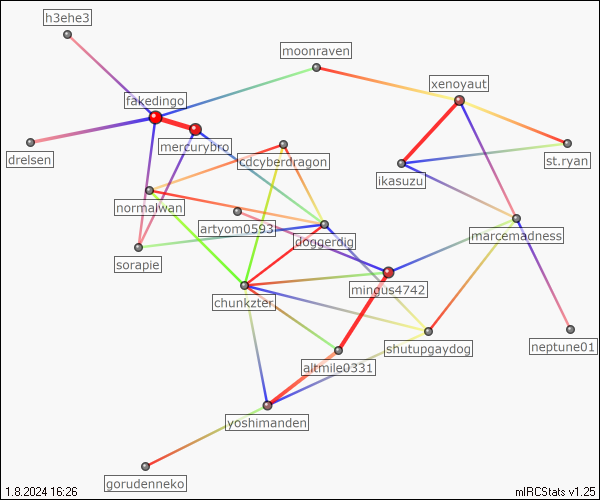 h3ehe3
moonraven
xenoyaut
fakedingo
mercurybro
drelsen
cdcyberdragon
st.ryan
ikasuzu
normalwan
artyom0593
doggerdig
marcemadness
sorapie
mingus4742
chunkzter
shutupgaydog
neptune01
altmile0331
yoshimanden
gorudenneko
1.8.2024 16:26
mIRCStats v1.25